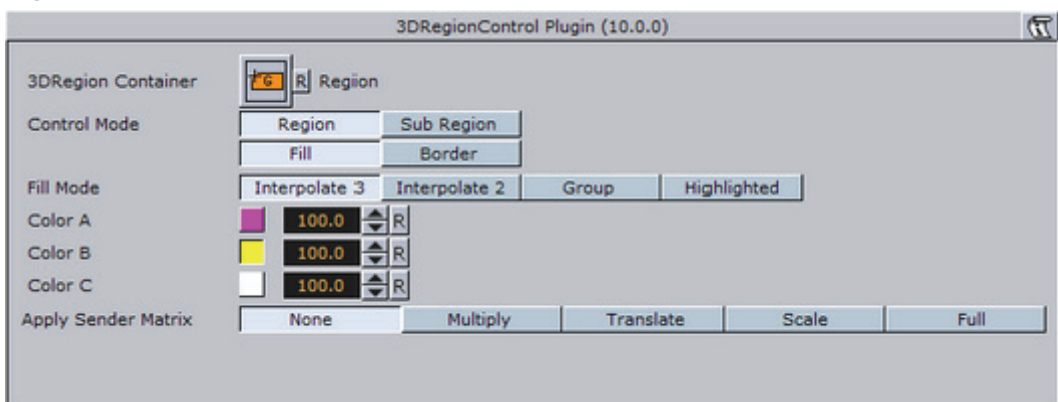 3DRegionControl Plugin (10.0.0)
3DRegion Container G R Region
Control Mode Region Sub Region
Fill Border
Fill Mode Interpolate 3 Interpolate 2 Group Highlighted
Color A 100.0 R
Color B 100.0 R
Color C 100.0 R
Apply Sender Matrix None Multiply Translate Scale Full